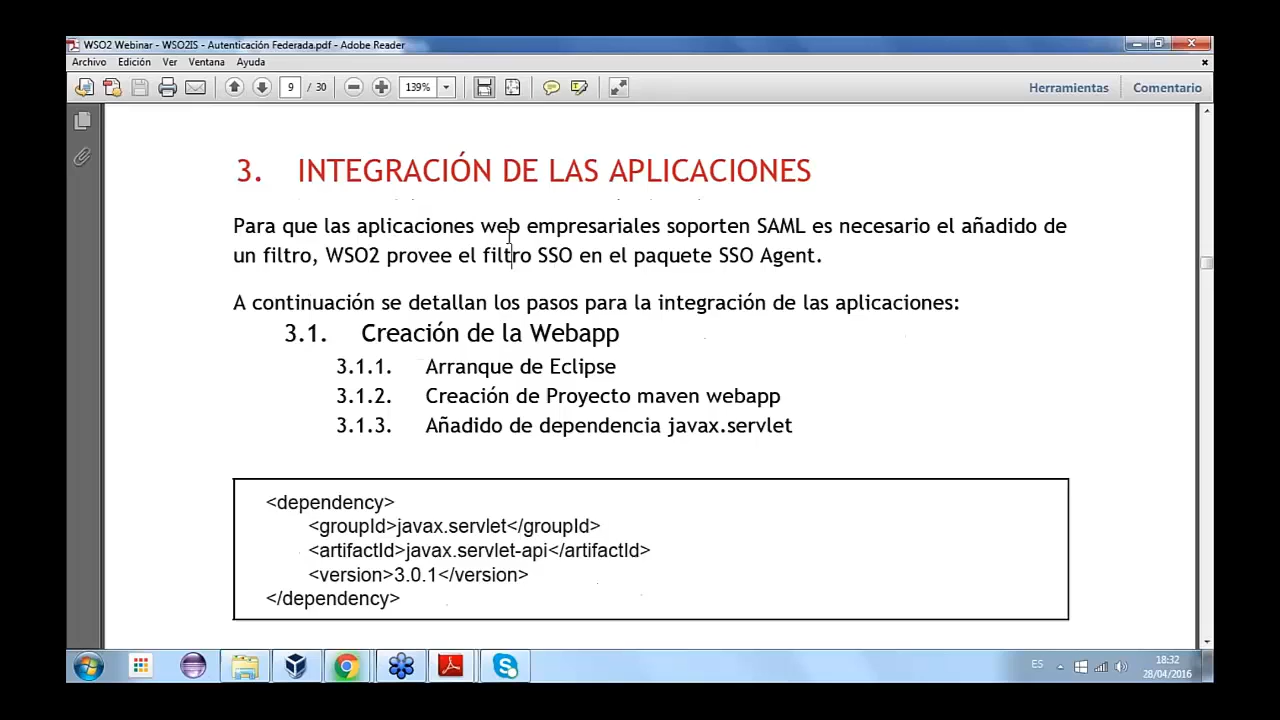 WSO2 Webinar - WSO2IS - Autenticación Federada.pdf - Adobe Reader
Archivo Edición Ver Ventana Ayuda
9 / 30 139% Herramientas Comentario
3. INTEGRACIÓN DE LAS APLICACIONES
Para que las aplicaciones web empresariales soporten SAML es necesario el añadido de
un filtro, WSO2 provee el filtro SSO en el paquete SSO Agent.
A continuación se detallan los pasos para la integración de las aplicaciones:
3.1. Creación de la Webapp
3.1.1. Arranque de Eclipse
3.1.2. Creación de Proyecto maven webapp
3.1.3. Añadido de dependencia javax.servlet
<dependency>
<groupId>javax.servlet</groupId>
<artifactId>javax.servlet-api</artifactId>
<version>3.0.1</version>
</dependency>
ES 18:32
28/04/2016